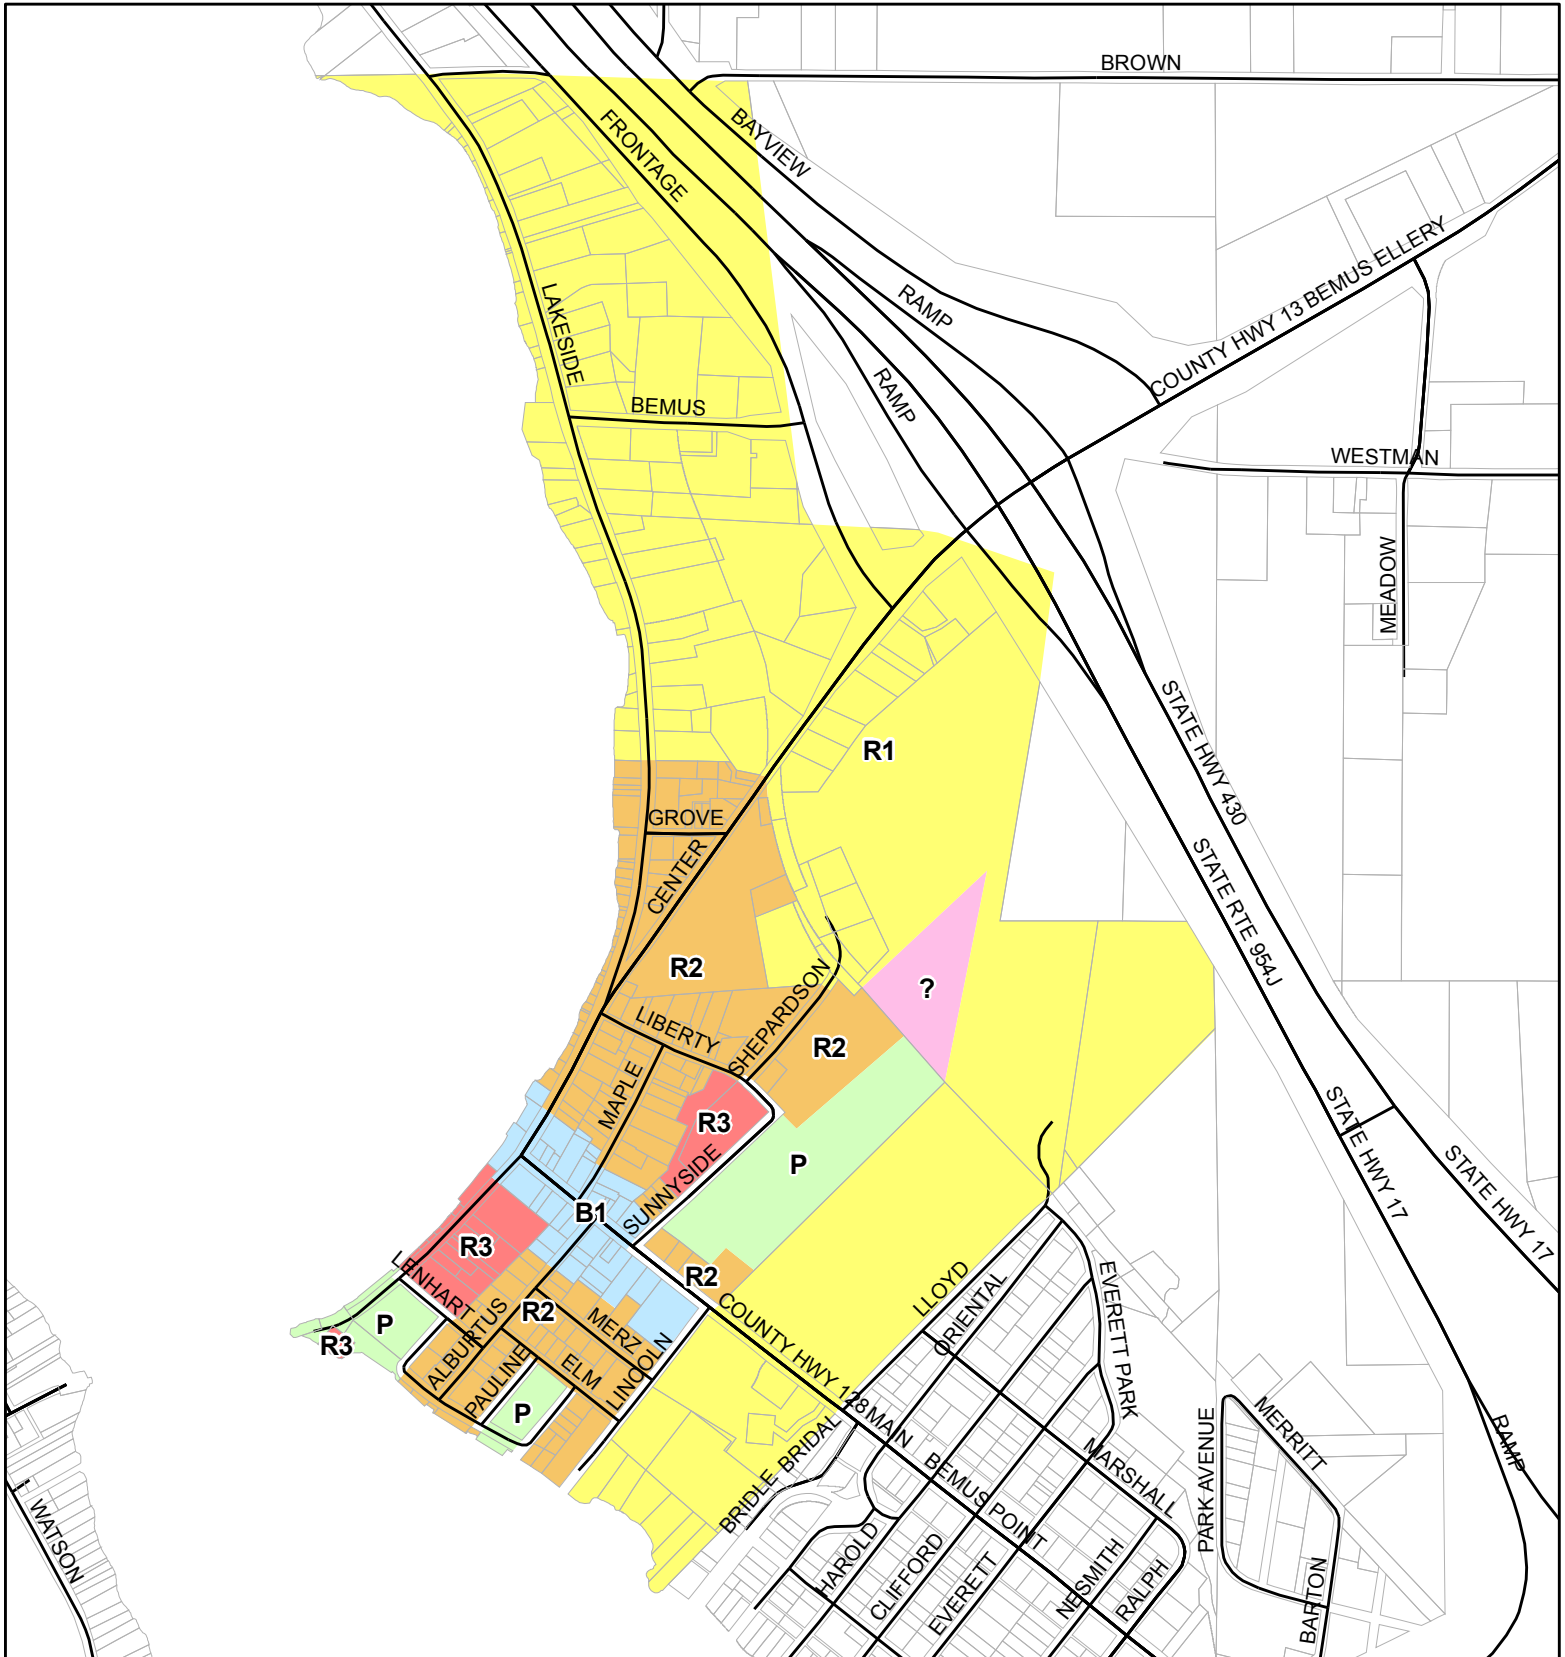 BROWN
BAYVIEW
FRONTAGE
COUNTY HWY 13 BEMUS ELLERY
RAMP
LAKESIDE
RAMP
BEMUS
WESTMAN
MEADOW
R1
STATE HWY 430
GROVE
CENTER
STATE RTE 954J
R2
?
SHEPARDSON
LIBERTY
R2
MAPLE
R3
STATE HWY 17
STATE HWY 17
P
SUNNYSIDE
B1
R3
LENHART
R2
LLOYD
ORIENTAL
EVERETT PARK
R2
P
R3
ALBURTUS
MERZ
COUNTY HWY 128 MAIN
PAULINE
ELM
LINCOLN
P
BRIDLE BRIDAL
BEMUS POINT
MARSHALL
PARK AVENUE
MERRITT
RAMP
WATSON
HAROLD
CLIFFORD
EVERETT
NESMITH
RALPH
BARTON